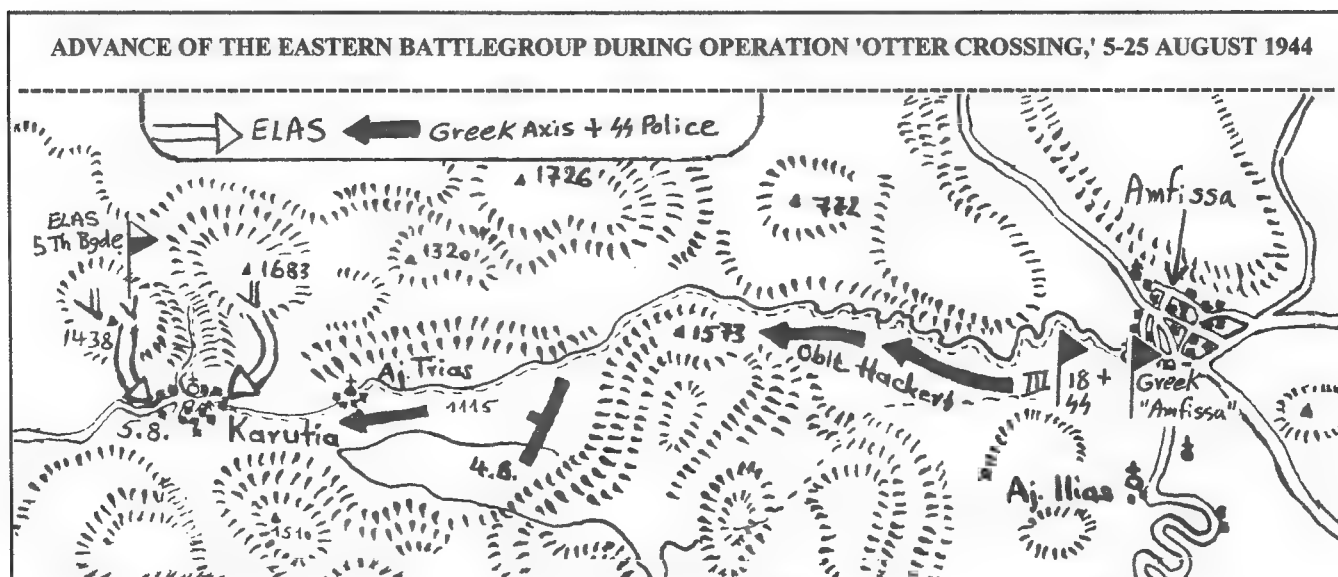 ADVANCE OF THE EASTERN BATTLEGROUP DURING OPERATION 'OTTER CROSSING,' 5-25 AUGUST 1944
ELAS
Greek Axis + SS Police
1726
772
Amfissa
ELAS
5Th Bgde.
1320
1683
1438
1573
Oblt. Hackert
III
18 +
SS
Greek
"Amfissa"
Aj. Trias
1115
5.8.
Karutia
4.8.
Aj. Ilias
1510